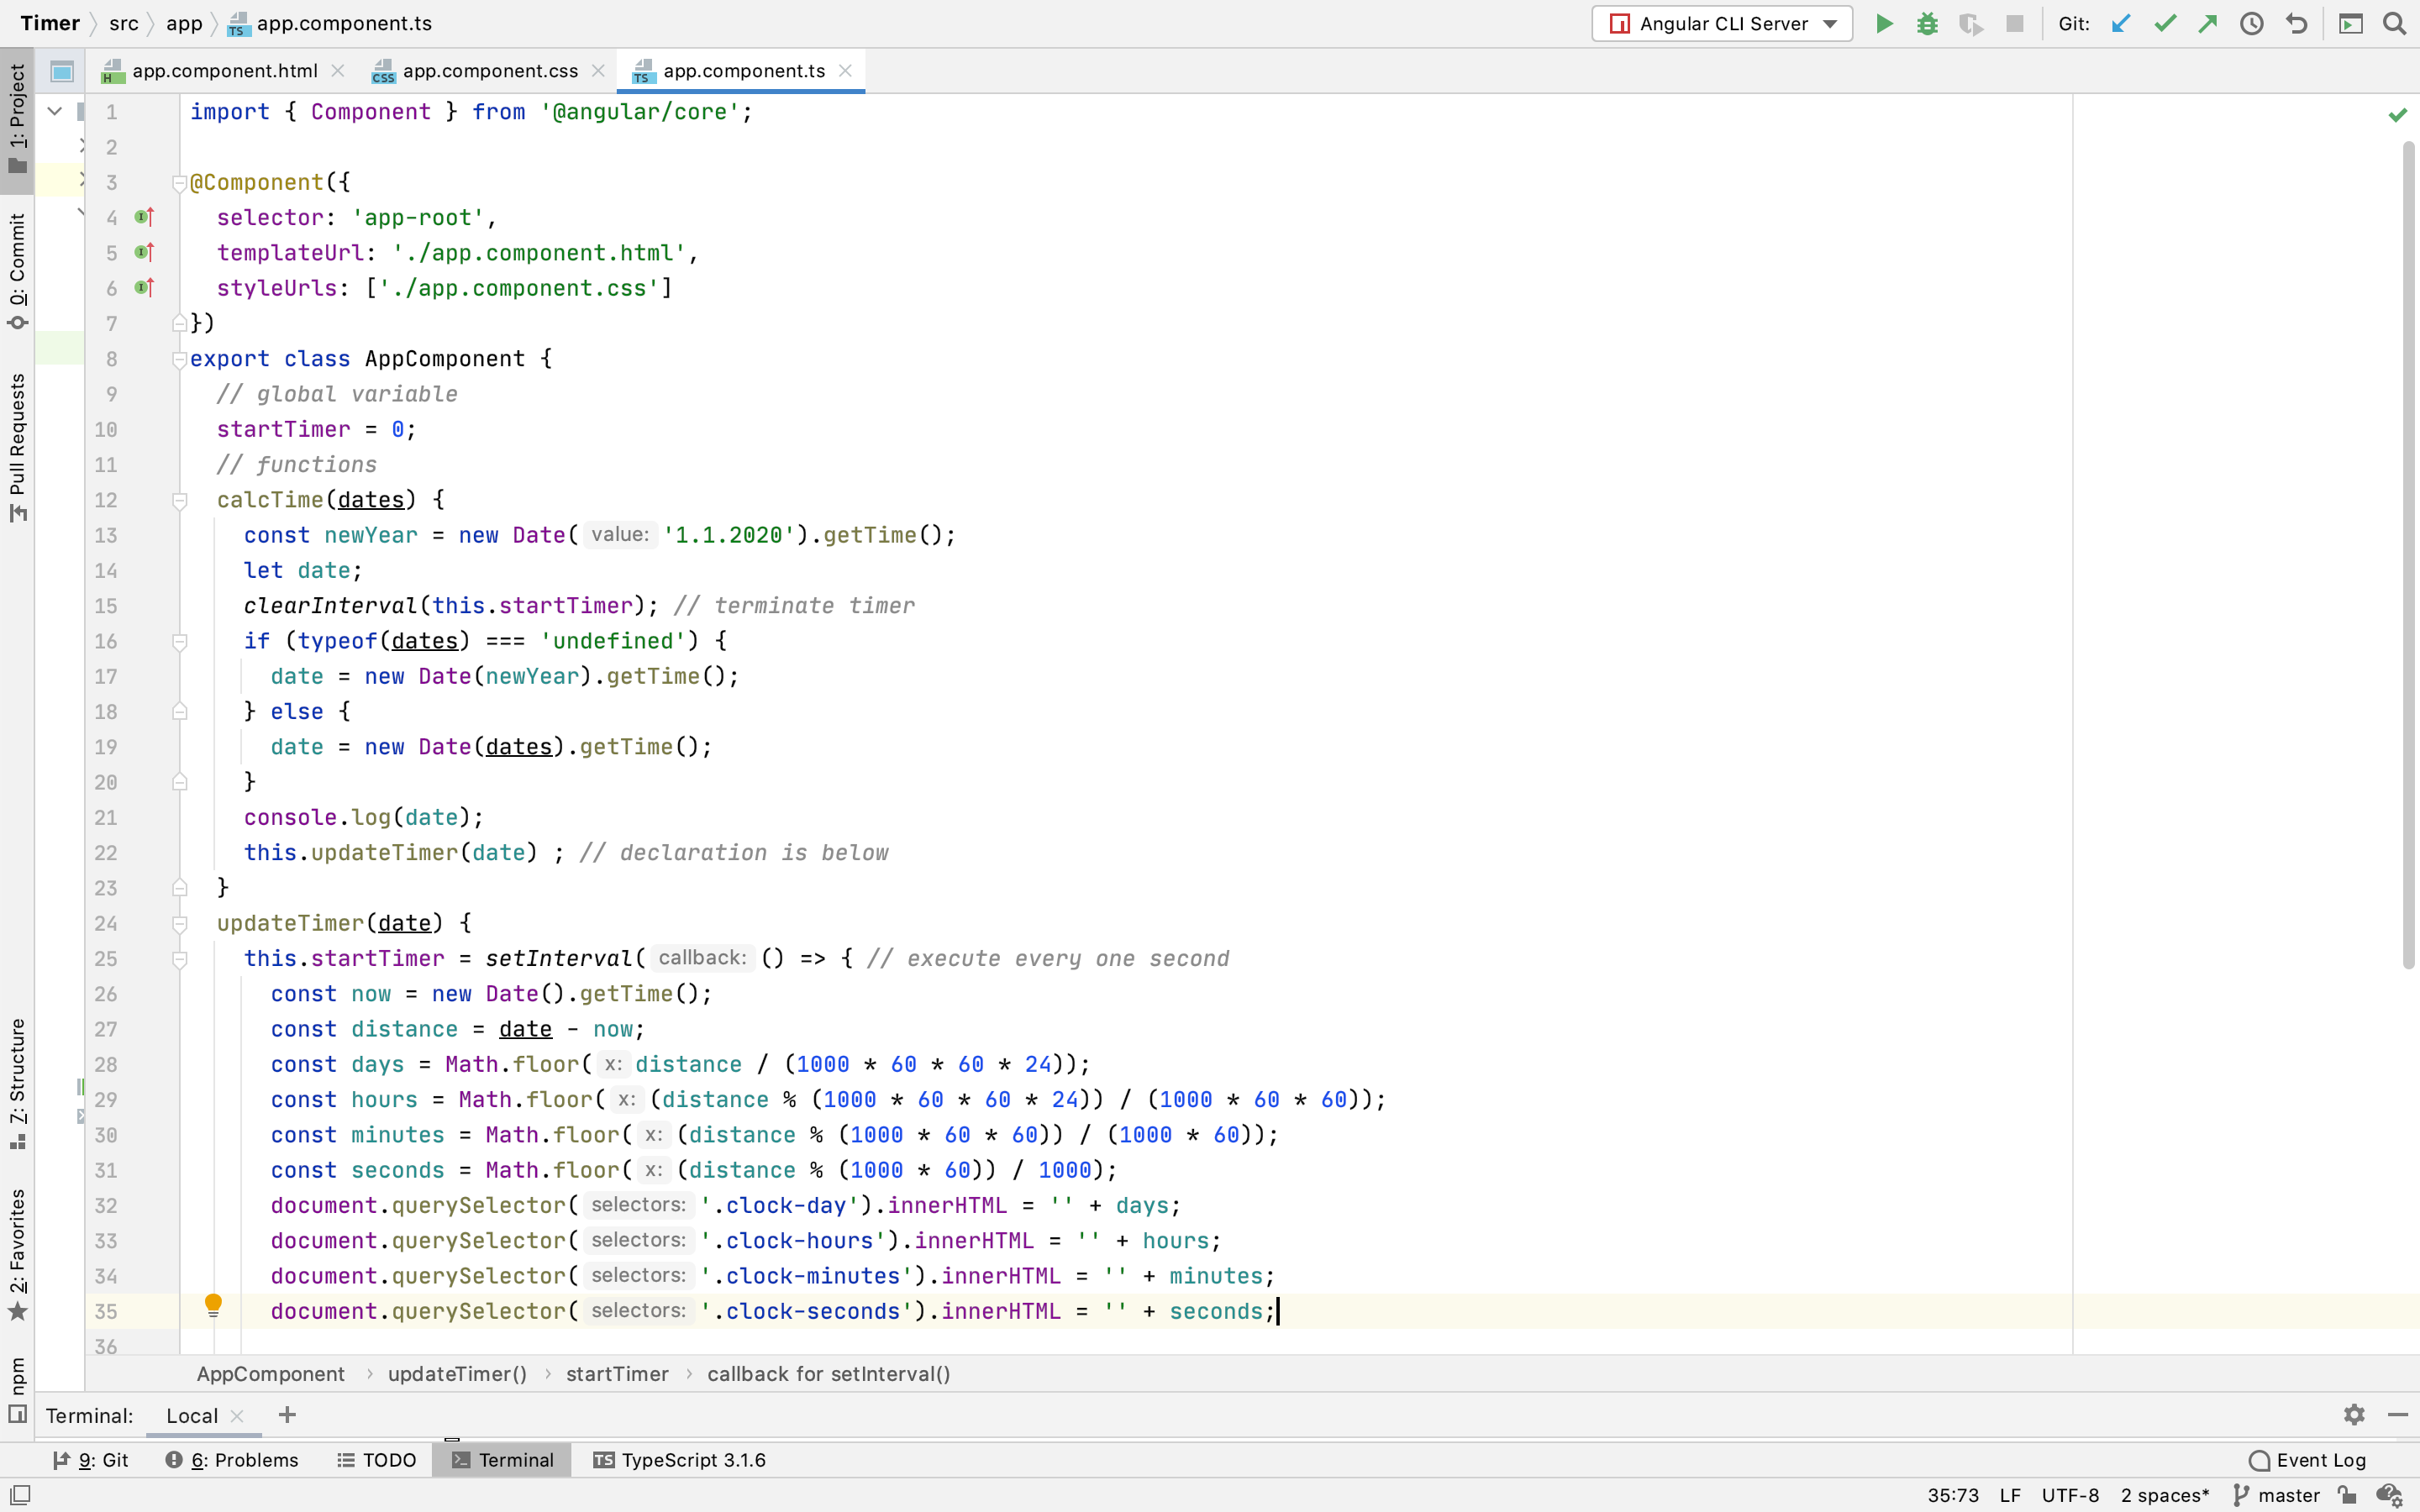 Timer src app app.component.ts Angular CLI Server Git:
app.component.html app.component.css app.component.ts
1: Project
0: Commit
Pull Requests
7: Structure
2: Favorites
npm
1 import { Component } from '@angular/core';
2
3 @Component({
4 selector: 'app-root',
5 templateUrl: './app.component.html',
6 styleUrls: ['./app.component.css']
7 })
8 export class AppComponent {
9 // global variable
10 startTimer = 0;
11 // functions
12 calcTime(dates) {
13 const newYear = new Date( value: '1.1.2020').getTime();
14 let date;
15 clearInterval(this.startTimer); // terminate timer
16 if (typeof(dates) === 'undefined') {
17 date = new Date(newYear).getTime();
18 } else {
19 date = new Date(dates).getTime();
20 }
21 console.log(date);
22 this.updateTimer(date) ; // declaration is below
23 }
24 updateTimer(date) {
25 this.startTimer = setInterval( callback: () => { // execute every one second
26 const now = new Date().getTime();
27 const distance = date - now;
28 const days = Math.floor( x: distance / (1000 * 60 * 60 * 24));
29 const hours = Math.floor( x: (distance % (1000 * 60 * 60 * 24)) / (1000 * 60 * 60));
30 const minutes = Math.floor( x: (distance % (1000 * 60 * 60)) / (1000 * 60));
31 const seconds = Math.floor( x: (distance % (1000 * 60)) / 1000);
32 document.querySelector( selectors: '.clock-day').innerHTML = '' + days;
33 document.querySelector( selectors: '.clock-hours').innerHTML = '' + hours;
34 document.querySelector( selectors: '.clock-minutes').innerHTML = '' + minutes;
35 document.querySelector( selectors: '.clock-seconds').innerHTML = '' + seconds;
36
AppComponent › updateTimer() › startTimer › callback for setInterval()
Terminal: Local
9: Git 6: Problems TODO Terminal TypeScript 3.1.6 Event Log
35:73 LF UTF-8 2 spaces* master